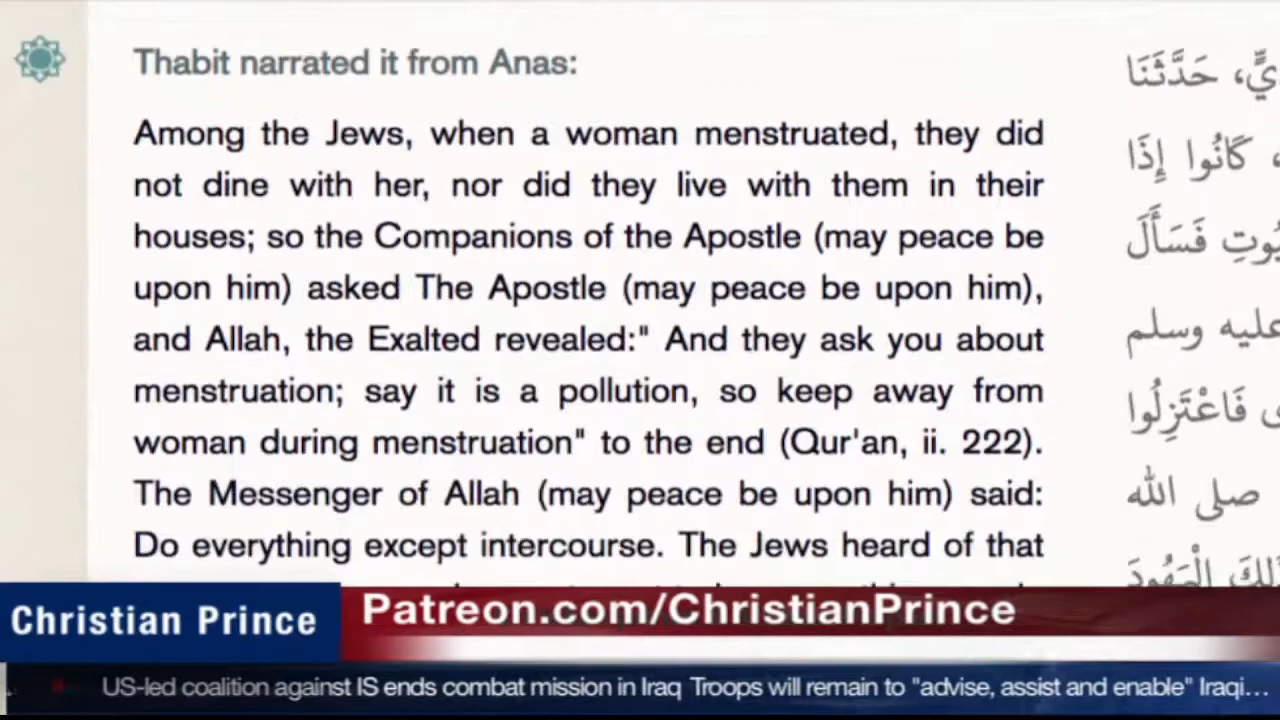 Thabit narrated it from Anas:
Among the Jews, when a woman menstruated, they did
not dine with her, nor did they live with them in their
houses; so the Companions of the Apostle (may peace be
upon him) asked The Apostle (may peace be upon him),
and Allah, the Exalted revealed:" And they ask you about
menstruation; say it is a pollution, so keep away from
woman during menstruation" to the end (Qur'an, ii. 222).
The Messenger of Allah (may peace be upon him) said:
Do everything except intercourse. The Jews heard of that
حَدَّثَنَا
كَانُوا إِذَا
فَسَأَلَ
عليه وسلم
فَاعْتَزِلُوا
صلى الله
الْيَهُودَ
Christian Prince
Patreon.com/ChristianPrince
US-led coalition against IS ends combat mission in Iraq Troops will remain to "advise, assist and enable" Iraqi...